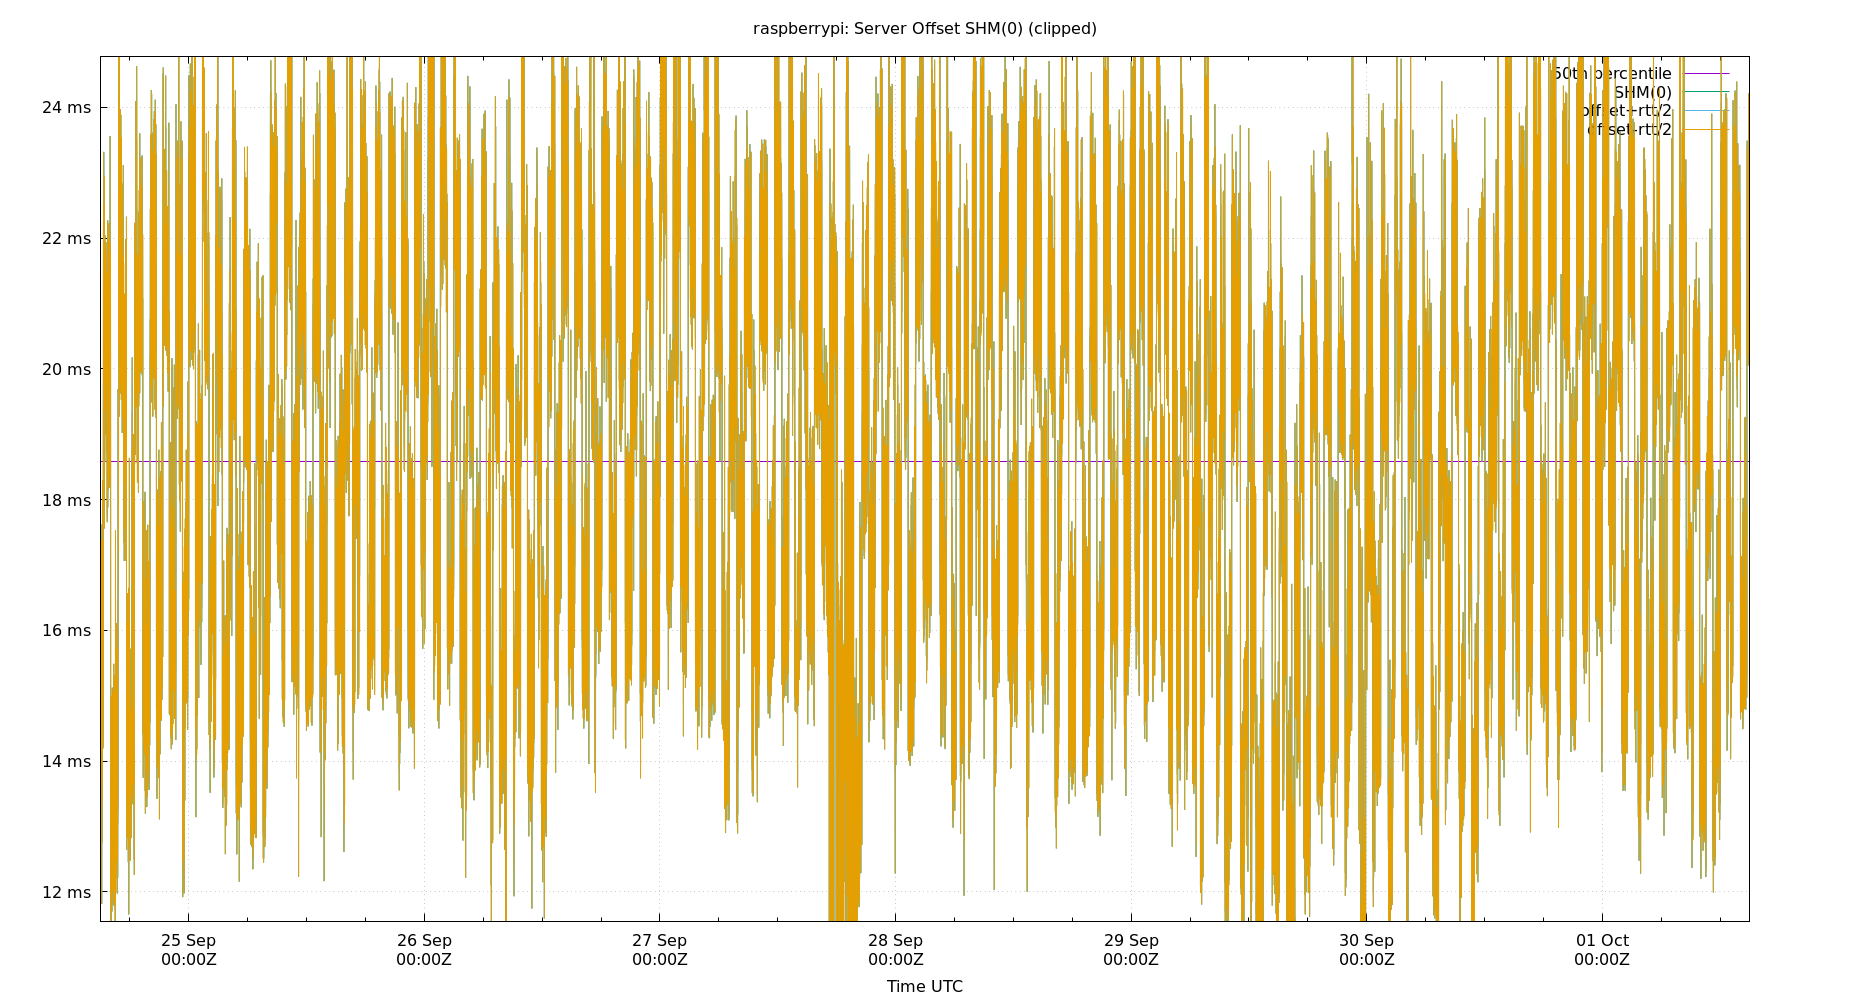 raspberrypi: Server Offset SHM(0) (clipped)
50th percentile
SHM(0)
offset+rtt/2
offset-rtt/2
24 ms
22 ms
20 ms
18 ms
16 ms
14 ms
12 ms
25 Sep 26 Sep 27 Sep 28 Sep 29 Sep 30 Sep 01 Oct
00:00Z 00:00Z 00:00Z 00:00Z 00:00Z 00:00Z 00:00Z
Time UTC